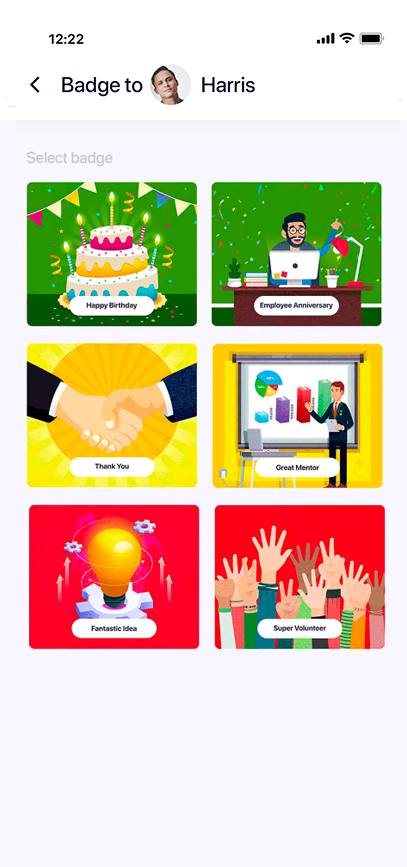 12:22
Badge to Harris
Select badge
Happy Birthday
Employee Anniversary
Thank You
Great Mentor
Fantastic Idea
Super Volunteer